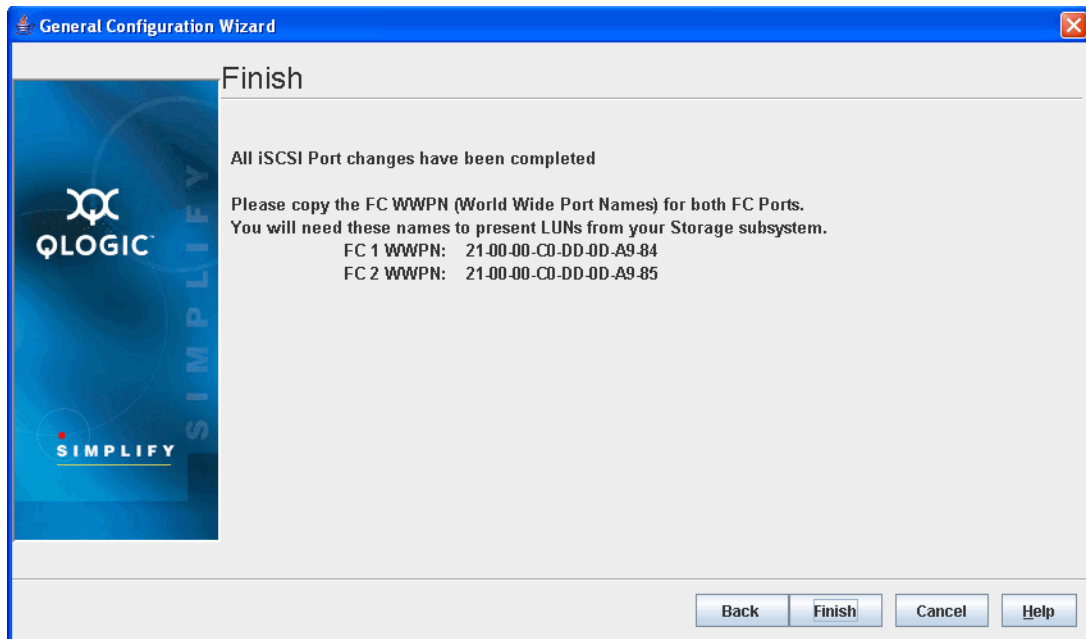 General Configuration Wizard
Finish
All iSCSI Port changes have been completed
Please copy the FC WWPN (World Wide Port Names) for both FC Ports.
You will need these names to present LUNs from your Storage subsystem.
FC 1 WWPN: 21-00-00-C0-DD-0D-A9-84
FC 2 WWPN: 21-00-00-C0-DD-0D-A9-85
QLOGIC
SIMPLIFY
SIMPLIFY
Back Finish Cancel Help